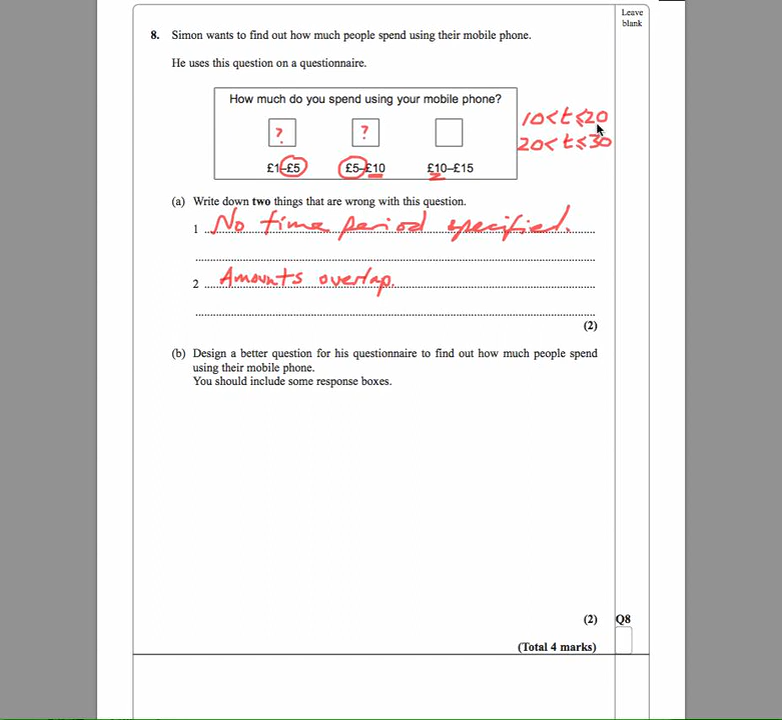 Leave
blank
8. Simon wants to find out how much people spend using their mobile phone.
He uses this question on a questionnaire.
How much do you spend using your mobile phone?
10<t≤20
? ?
20<t≤30
£1–£5 £5–£10 £10–£15
(a) Write down two things that are wrong with this question.
1 No time period specified.
2 Amounts overlap.
(2)
(b) Design a better question for his questionnaire to find out how much people spend
using their mobile phone.
You should include some response boxes.
(2) Q8
(Total 4 marks)